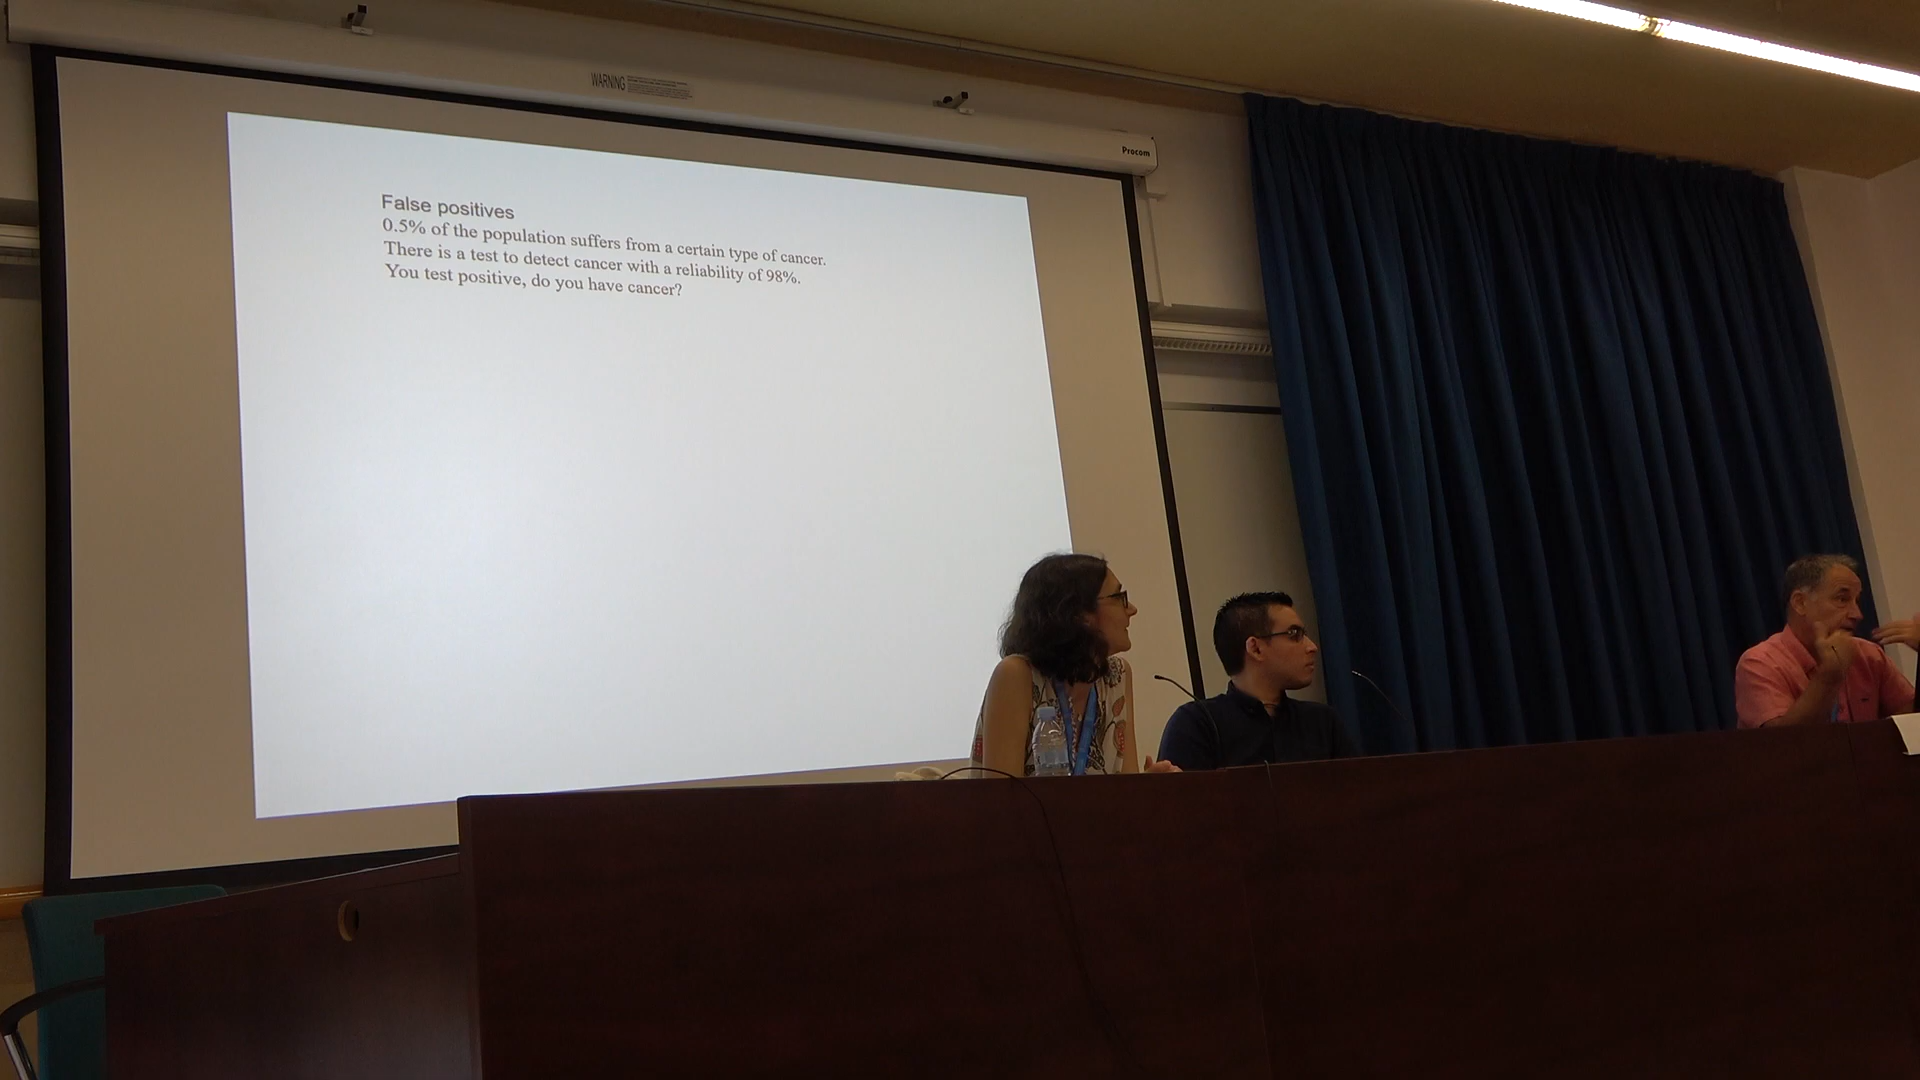 WARNING
Procom
False positives
0.5% of the population suffers from a certain type of cancer.
There is a test to detect cancer with a reliability of 98%.
You test positive, do you have cancer?